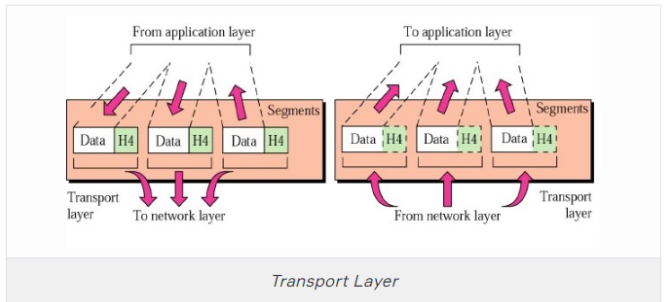 From application layer
To application layer
Segments
Segments
Data H4 Data H4 Data H4
Data H4 Data H4 Data H4
Transport
layer
To network layer
From network layer
Transport
layer
Transport Layer